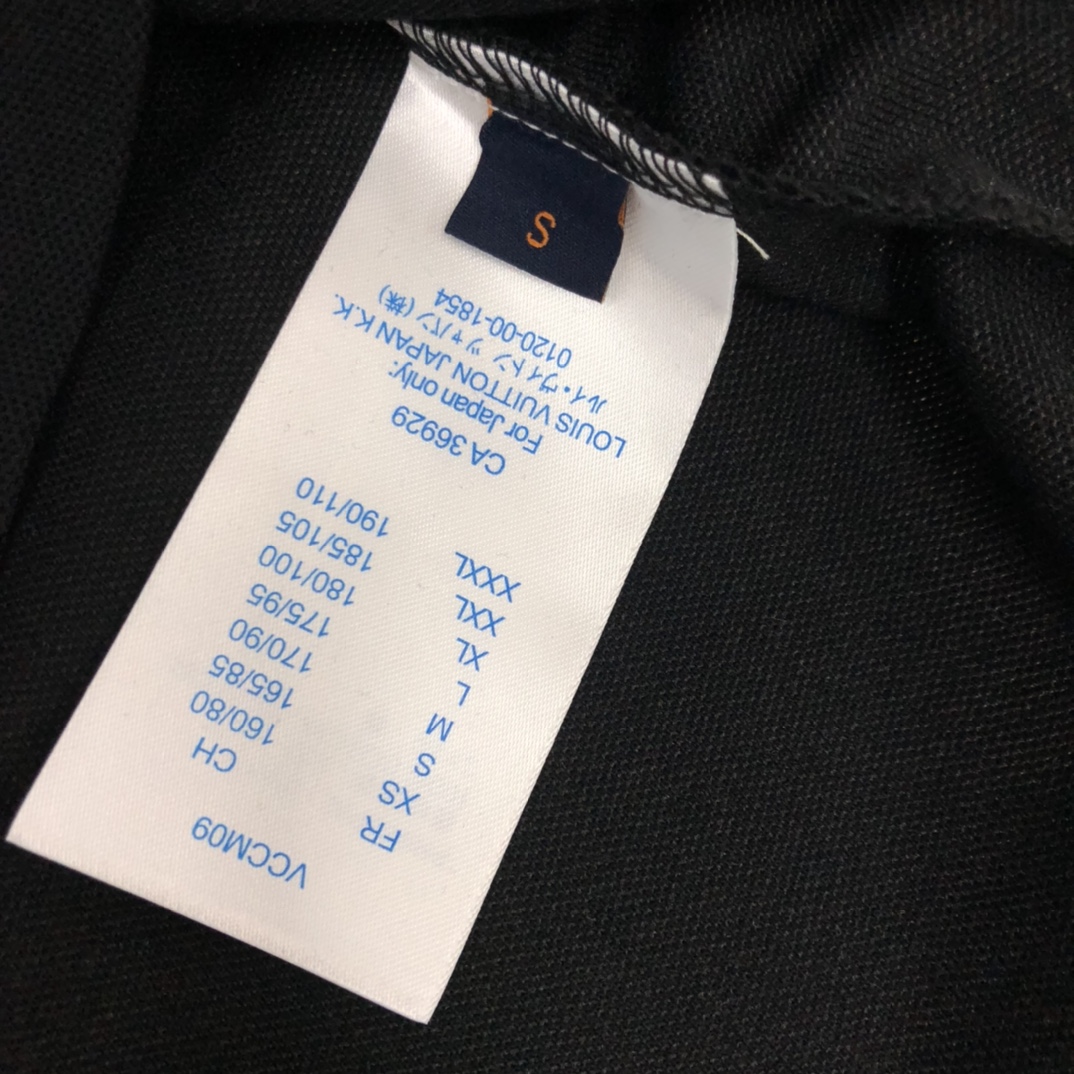 VCCM09
FR CH
XS 160/80
S 165/85
M 170/90
L 175/95
XL 180/100
XXL 185/105
XXXL 190/110
CA 36929
For Japan only:
LOUIS VUITTON JAPAN K.K.
ルイ・ヴィトン ジャパン (株)
0120-00-1854
S